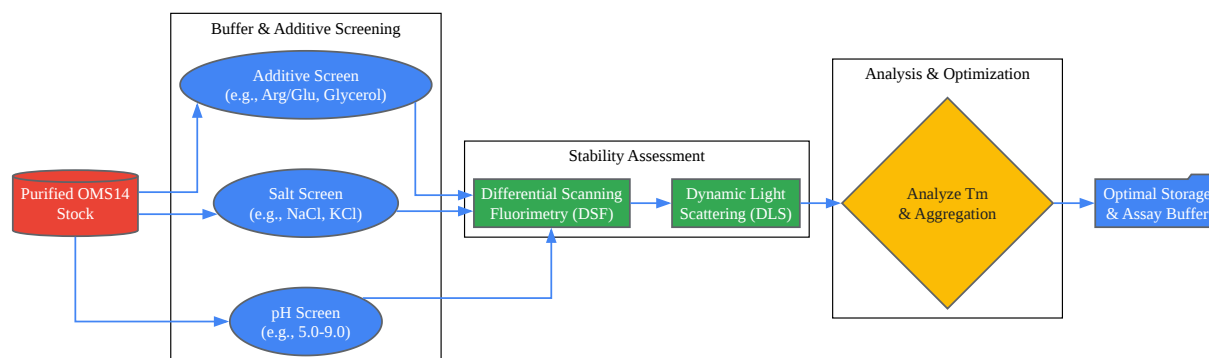 Buffer & Additive Screening
Additive Screen
(e.g., Arg/Glu, Glycerol)
Salt Screen
(e.g., NaCl, KCl)
pH Screen
(e.g., 5.0-9.0)
Purified OMS14
Stock
Stability Assessment
Differential Scanning
Fluorimetry (DSF)
Dynamic Light
Scattering (DLS)
Analysis & Optimization
Analyze Tm
& Aggregation
Optimal Storage
& Assay Buffer